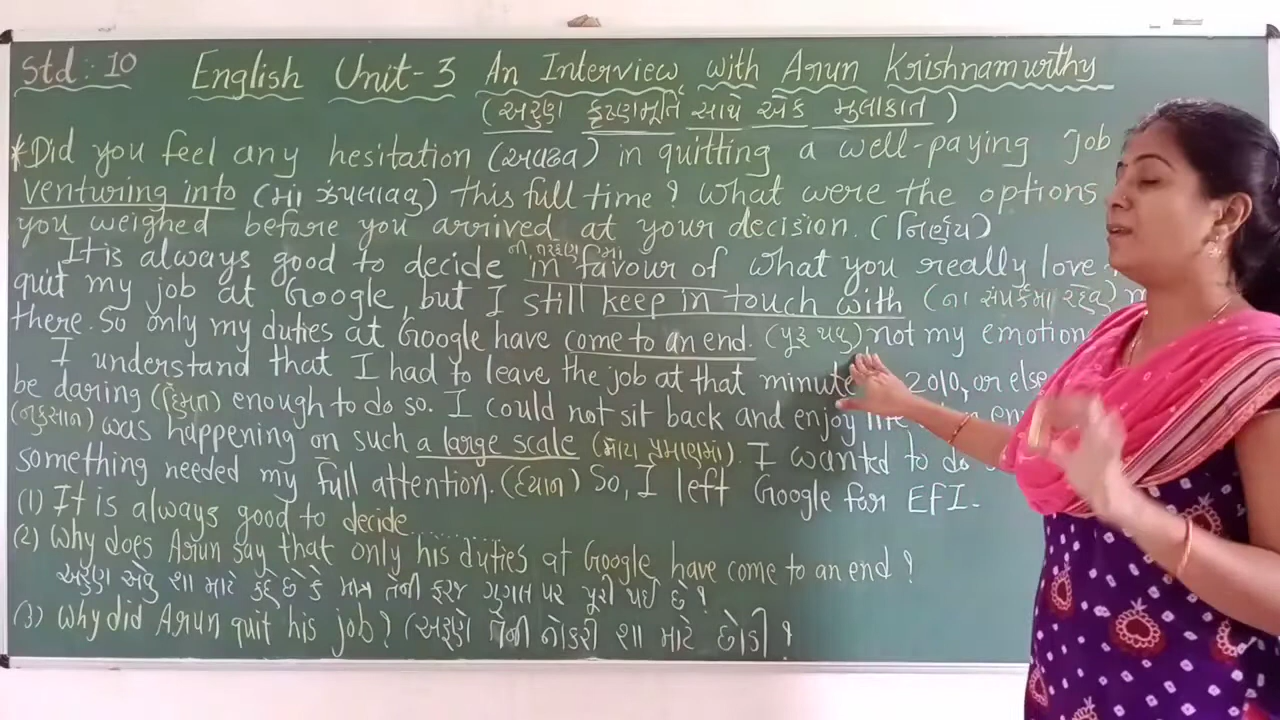 Std: 10 English Unit-3 An Interview with Arun Krishnamurthy
(અરુણ કૃષ્ણમૂર્તિ સાથે એક મુલાકાત)
*Did you feel any hesitation (અચકાવ) in quitting a well-paying job
venturing into (મા ઝંપલાવવુ) this full time? What were the options
you weighed before you arrived at your decision. (નિર્ણય)
ની તરફેણ મા
It is always good to decide in favour of what you really love
quit my job at Google, but I still keep in touch with (ના સંપર્કમા રહેવુ)
there. So only my duties at Google have come to an end. (પુરૂ થવુ) not my emotion
I understand that I had to leave the job at that minute 2010, or else
be daring (હિંમત) enough to do so. I could not sit back and enjoy life
(નુકસાન) was happening on such a large scale (મોટા પ્રમાણમાં). I wanted to do
something needed my full attention. (ધ્યાન) So, I left Google for EFI.
(1) It is always good to decide............
(2) Why does Arun say that only his duties at Google have come to an end?
અરુણ એવુ શા માટે કહે છે કે માત્ર તેની ફરજ ગુગલ પર પૂરી થઈ છે?
(3) Why did Arun quit his job? (અરૂણે તેની નોકરી શા માટે છોડી?